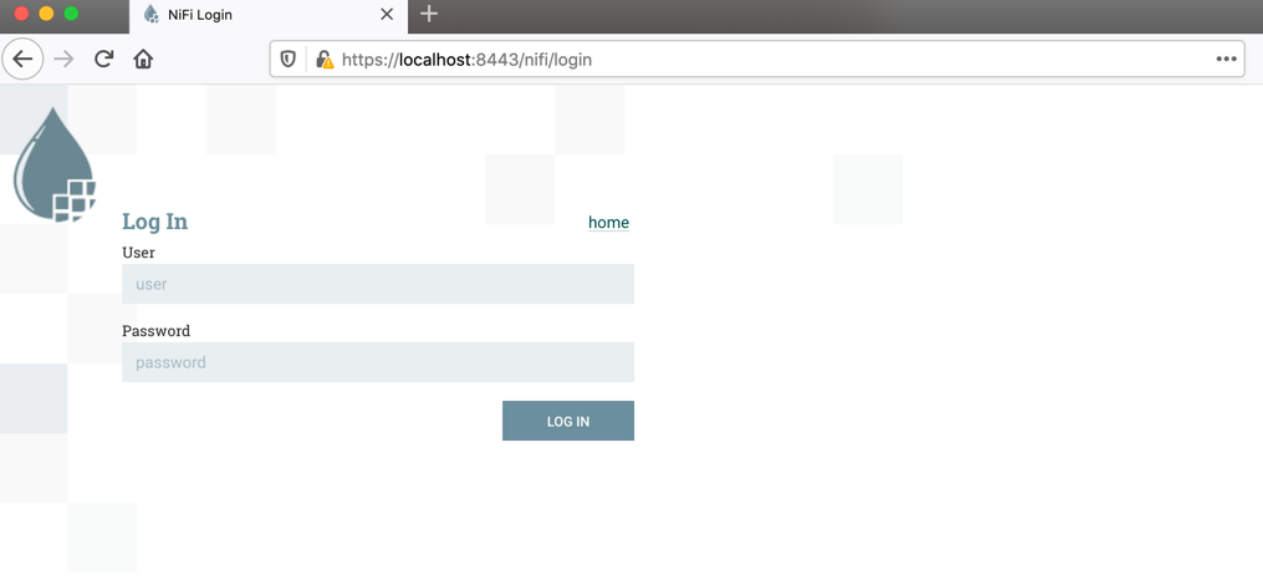 NiFi Login
https://localhost:8443/nifi/login
Log In
home
User
user
Password
password
LOG IN